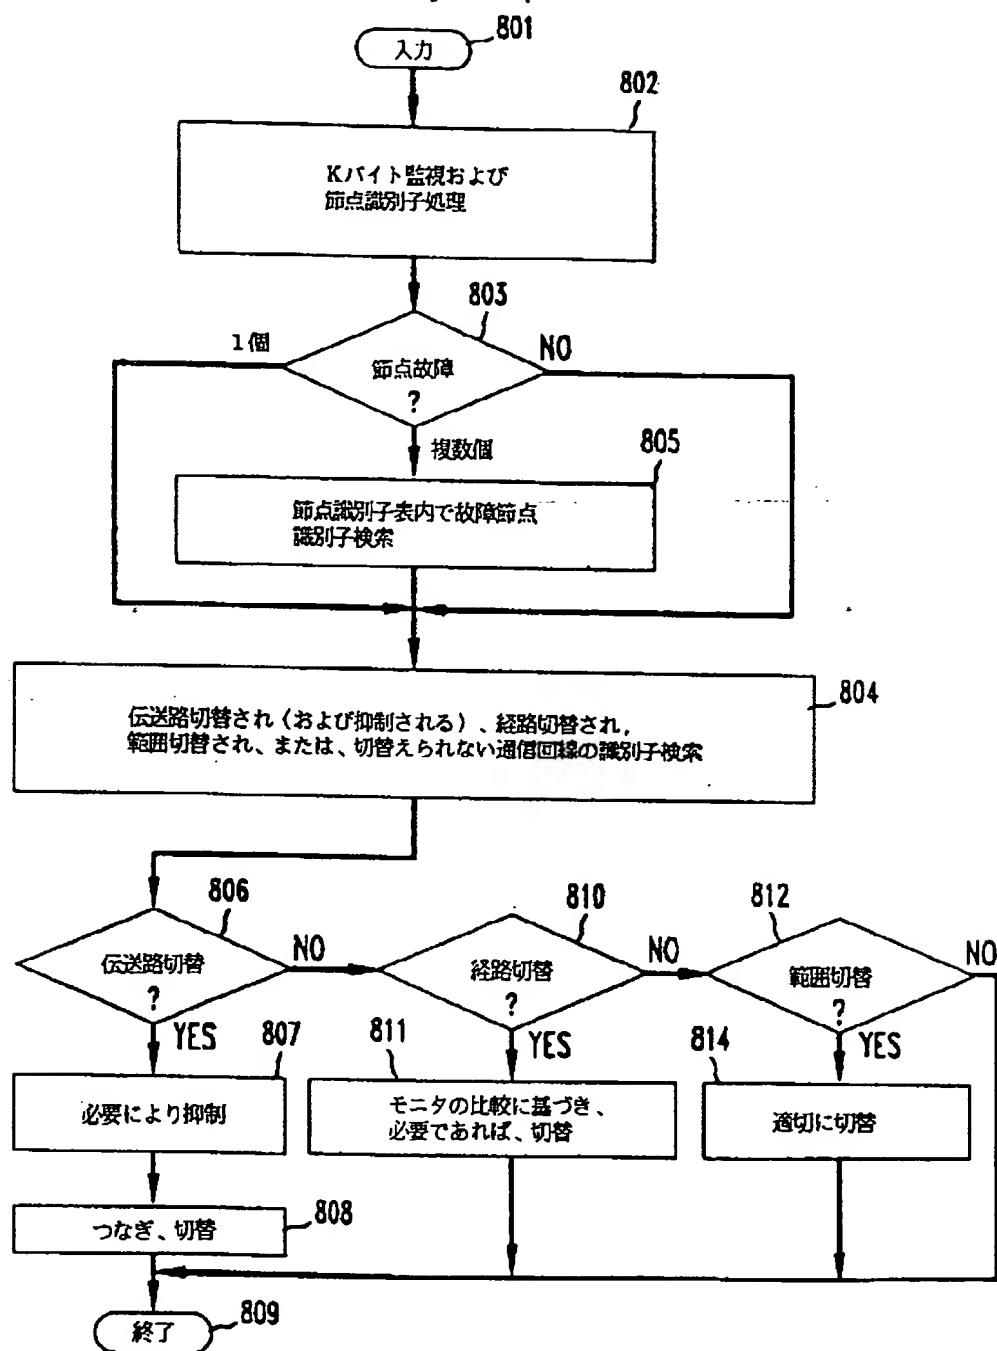 801
入力
802
Kバイト監視および
節点識別子処理
803
1個
節点故障
?
NO
複数個
805
節点識別子表内で故障節点
識別子検索
804
伝送路切替され(および抑制される)、経路切替され,
範囲切替され、または、切替えられない通信回線の識別子検索
806
伝送路切替
?
NO
YES
810
経路切替
?
NO
YES
812
範囲切替
?
NO
YES
807
必要により抑制
811
モニタの比較に基づき、
必要であれば、切替
814
適切に切替
808
つなぎ、切替
809
終了